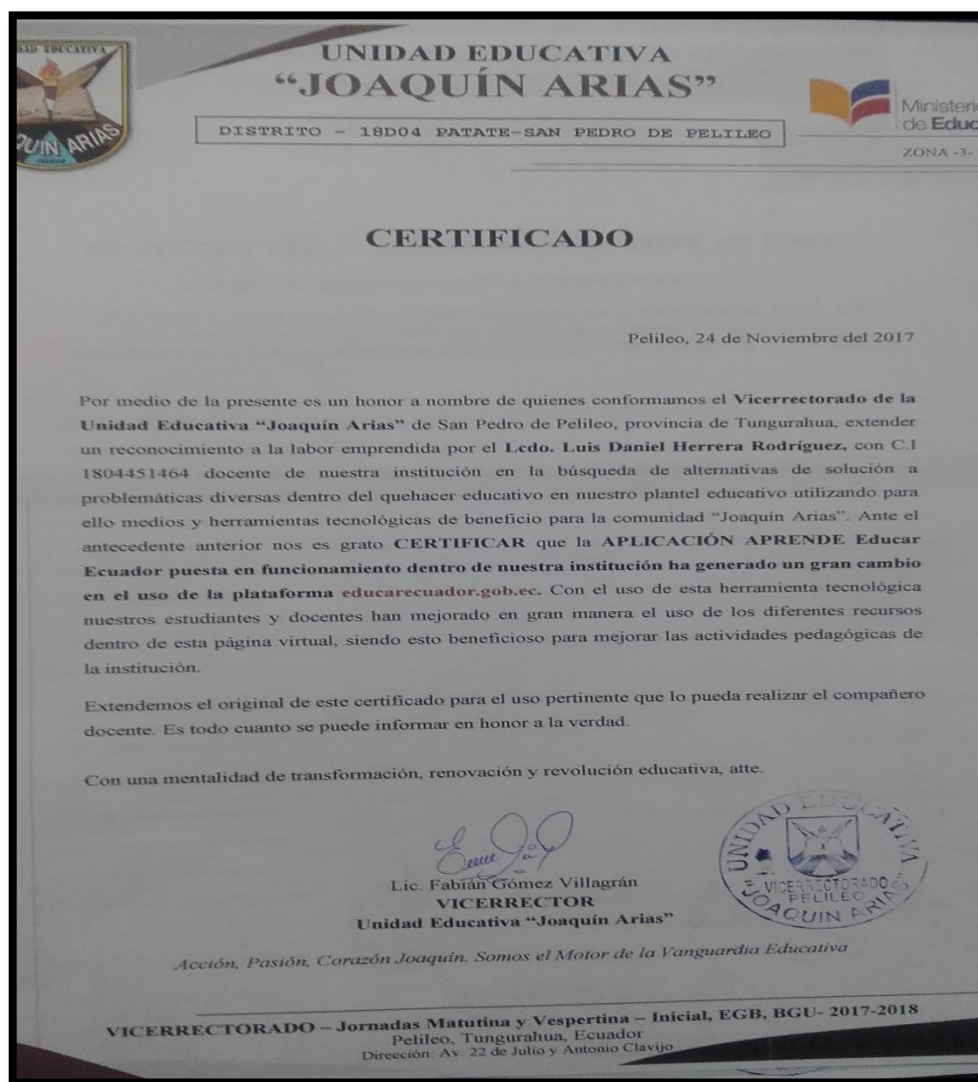 UNIDAD EDUCATIVA
“JOAQUÍN ARIAS”
DISTRITO - 18D04 PATATE-SAN PEDRO DE PELILEO
EDUCATIVA
QUIN ARIAS
Ministerio
de Educ
ZONA -3-
CERTIFICADO
Pelileo, 24 de Noviembre del 2017
Por medio de la presente es un honor a nombre de quienes conformamos el Vicerrectorado de la
Unidad Educativa “Joaquín Arias” de San Pedro de Pelileo, provincia de Tungurahua, extender
un reconocimiento a la labor emprendida por el Lcdo. Luis Daniel Herrera Rodríguez, con C.I
1804451464 docente de nuestra institución en la búsqueda de alternativas de solución a
problemáticas diversas dentro del quehacer educativo en nuestro plantel educativo utilizando para
ello medios y herramientas tecnológicas de beneficio para la comunidad “Joaquín Arias”. Ante el
antecedente anterior nos es grato CERTIFICAR que la APLICACIÓN APRENDE Educar
Ecuador puesta en funcionamiento dentro de nuestra institución ha generado un gran cambio
en el uso de la plataforma educarecuador.gob.ec. Con el uso de esta herramienta tecnológica
nuestros estudiantes y docentes han mejorado en gran manera el uso de los diferentes recursos
dentro de esta página virtual, siendo esto beneficioso para mejorar las actividades pedagógicas de
la institución.
Extendemos el original de este certificado para el uso pertinente que lo pueda realizar el compañero
docente. Es todo cuanto se puede informar en honor a la verdad.
Con una mentalidad de transformación, renovación y revolución educativa, atte.
Lic. Fabián Gómez Villagrán
VICERRECTOR
Unidad Educativa “Joaquín Arias”
UNIDAD EDUCATIVA
VICERRECTORADO
PELILEO
"JOAQUIN ARIAS"
Acción, Pasión, Corazón Joaquín. Somos el Motor de la Vanguardia Educativa
VICERRECTORADO – Jornadas Matutina y Vespertina – Inicial, EGB, BGU- 2017-2018
Pelileo, Tungurahua, Ecuador
Dirección: Av. 22 de Julio y Antonio Clavijo